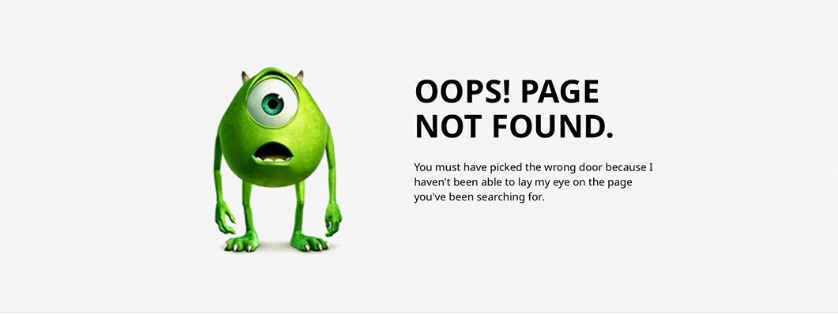 OOPS! PAGE
NOT FOUND.
You must have picked the wrong door because I
haven't been able to lay my eye on the page
you've been searching for.